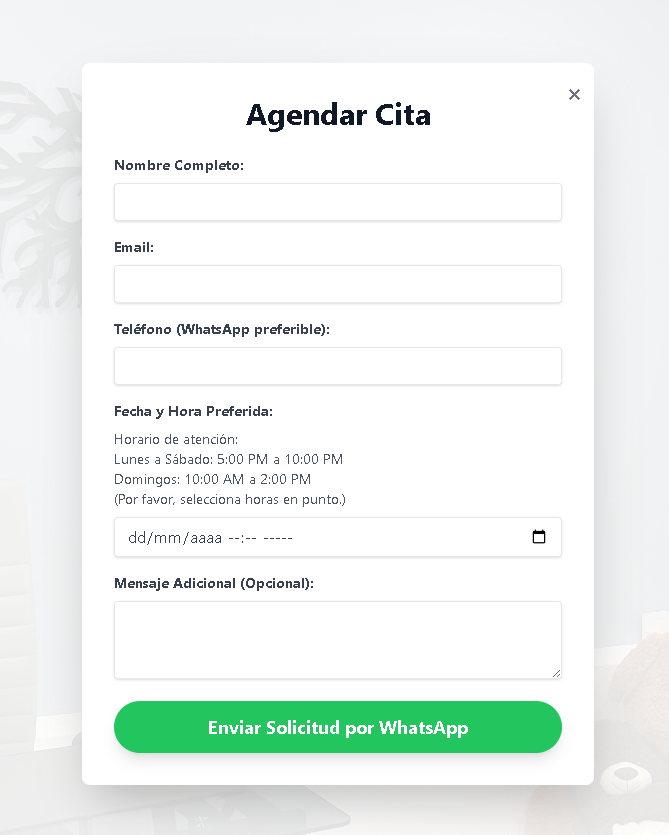 Agendar Cita
×
Nombre Completo:
Email:
Teléfono (WhatsApp preferible):
Fecha y Hora Preferida:
Horario de atención:
Lunes a Sábado: 5:00 PM a 10:00 PM
Domingos: 10:00 AM a 2:00 PM
(Por favor, selecciona horas en punto.)
dd/mm/aaaa --:-- -----
Mensaje Adicional (Opcional):
Enviar Solicitud por WhatsApp